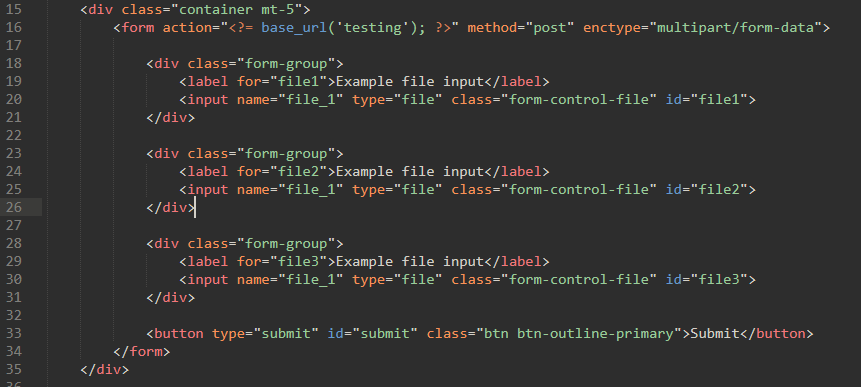 15 <div class="container mt-5">
16 <form action="<?= base_url('testing'); ?>" method="post" enctype="multipart/form-data">
17
18 <div class="form-group">
19 <label for="file1">Example file input</label>
20 <input name="file_1" type="file" class="form-control-file" id="file1">
21 </div>
22
23 <div class="form-group">
24 <label for="file2">Example file input</label>
25 <input name="file_1" type="file" class="form-control-file" id="file2">
26 </div>
27
28 <div class="form-group">
29 <label for="file3">Example file input</label>
30 <input name="file_1" type="file" class="form-control-file" id="file3">
31 </div>
32
33 <button type="submit" id="submit" class="btn btn-outline-primary">Submit</button>
34 </form>
35 </div>
36